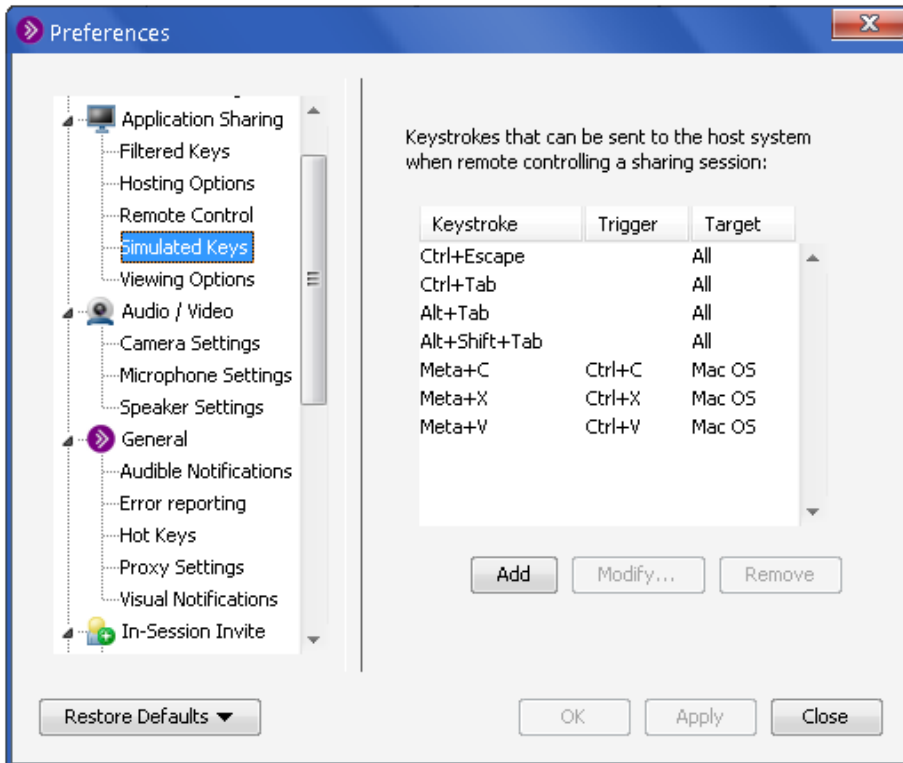 Preferences
Application Sharing
Filtered Keys
Hosting Options
Remote Control
Simulated Keys
Viewing Options
Audio / Video
Camera Settings
Microphone Settings
Speaker Settings
General
Audible Notifications
Error reporting
Hot Keys
Proxy Settings
Visual Notifications
In-Session Invite
Keystrokes that can be sent to the host system
when remote controlling a sharing session:
Keystroke Trigger Target
Ctrl+Escape All
Ctrl+Tab All
Alt+Tab All
Alt+Shift+Tab All
Meta+C Ctrl+C Mac OS
Meta+X Ctrl+X Mac OS
Meta+V Ctrl+V Mac OS
Add Modify... Remove
Restore Defaults OK Apply Close